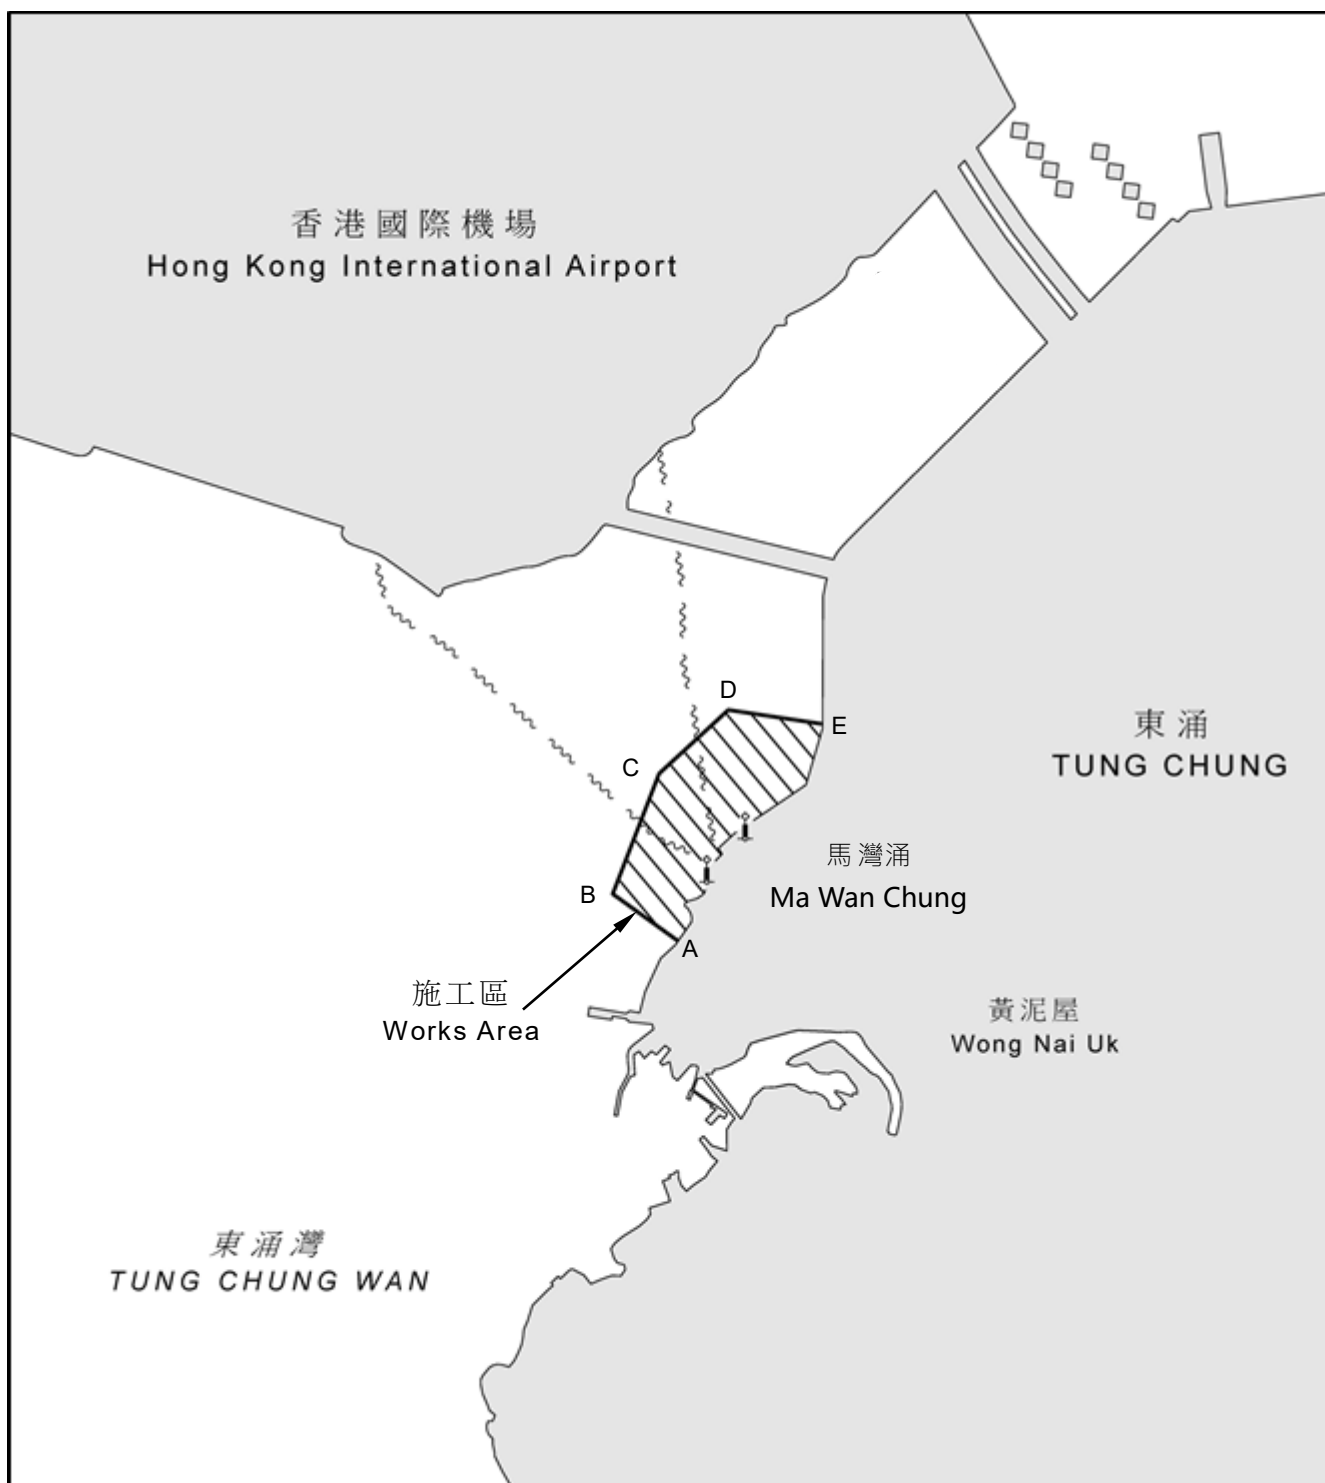 香港國際機場
Hong Kong International Airport
D
E
東涌
TUNG CHUNG
C
馬灣涌
Ma Wan Chung
B
A
施工區
Works Area
黃泥屋
Wong Nai Uk
東涌灣
TUNG CHUNG WAN